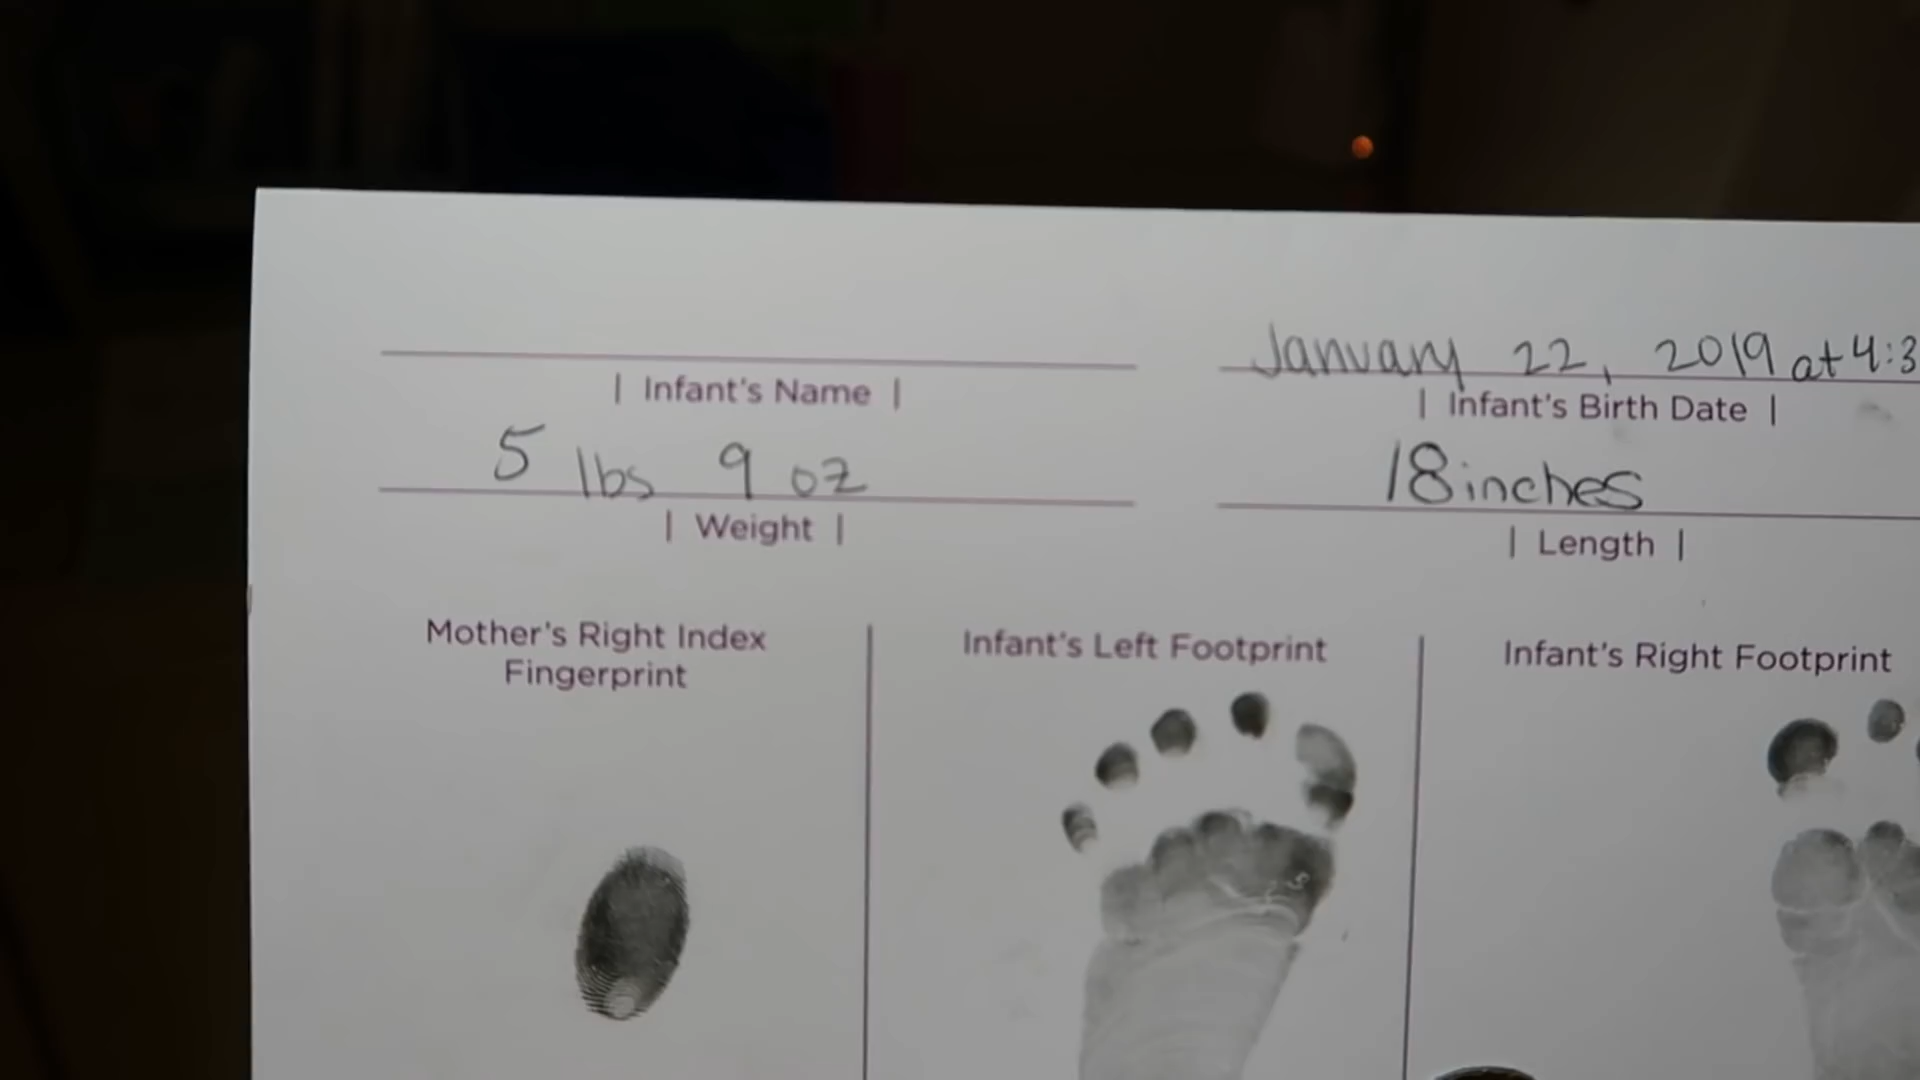 January 22, 2019 at 4:3
| Infant's Name |
| Infant's Birth Date |
5 lbs 9 oz
18 inches
| Weight |
| Length |
Mother's Right Index
Fingerprint
Infant's Left Footprint
Infant's Right Footprint